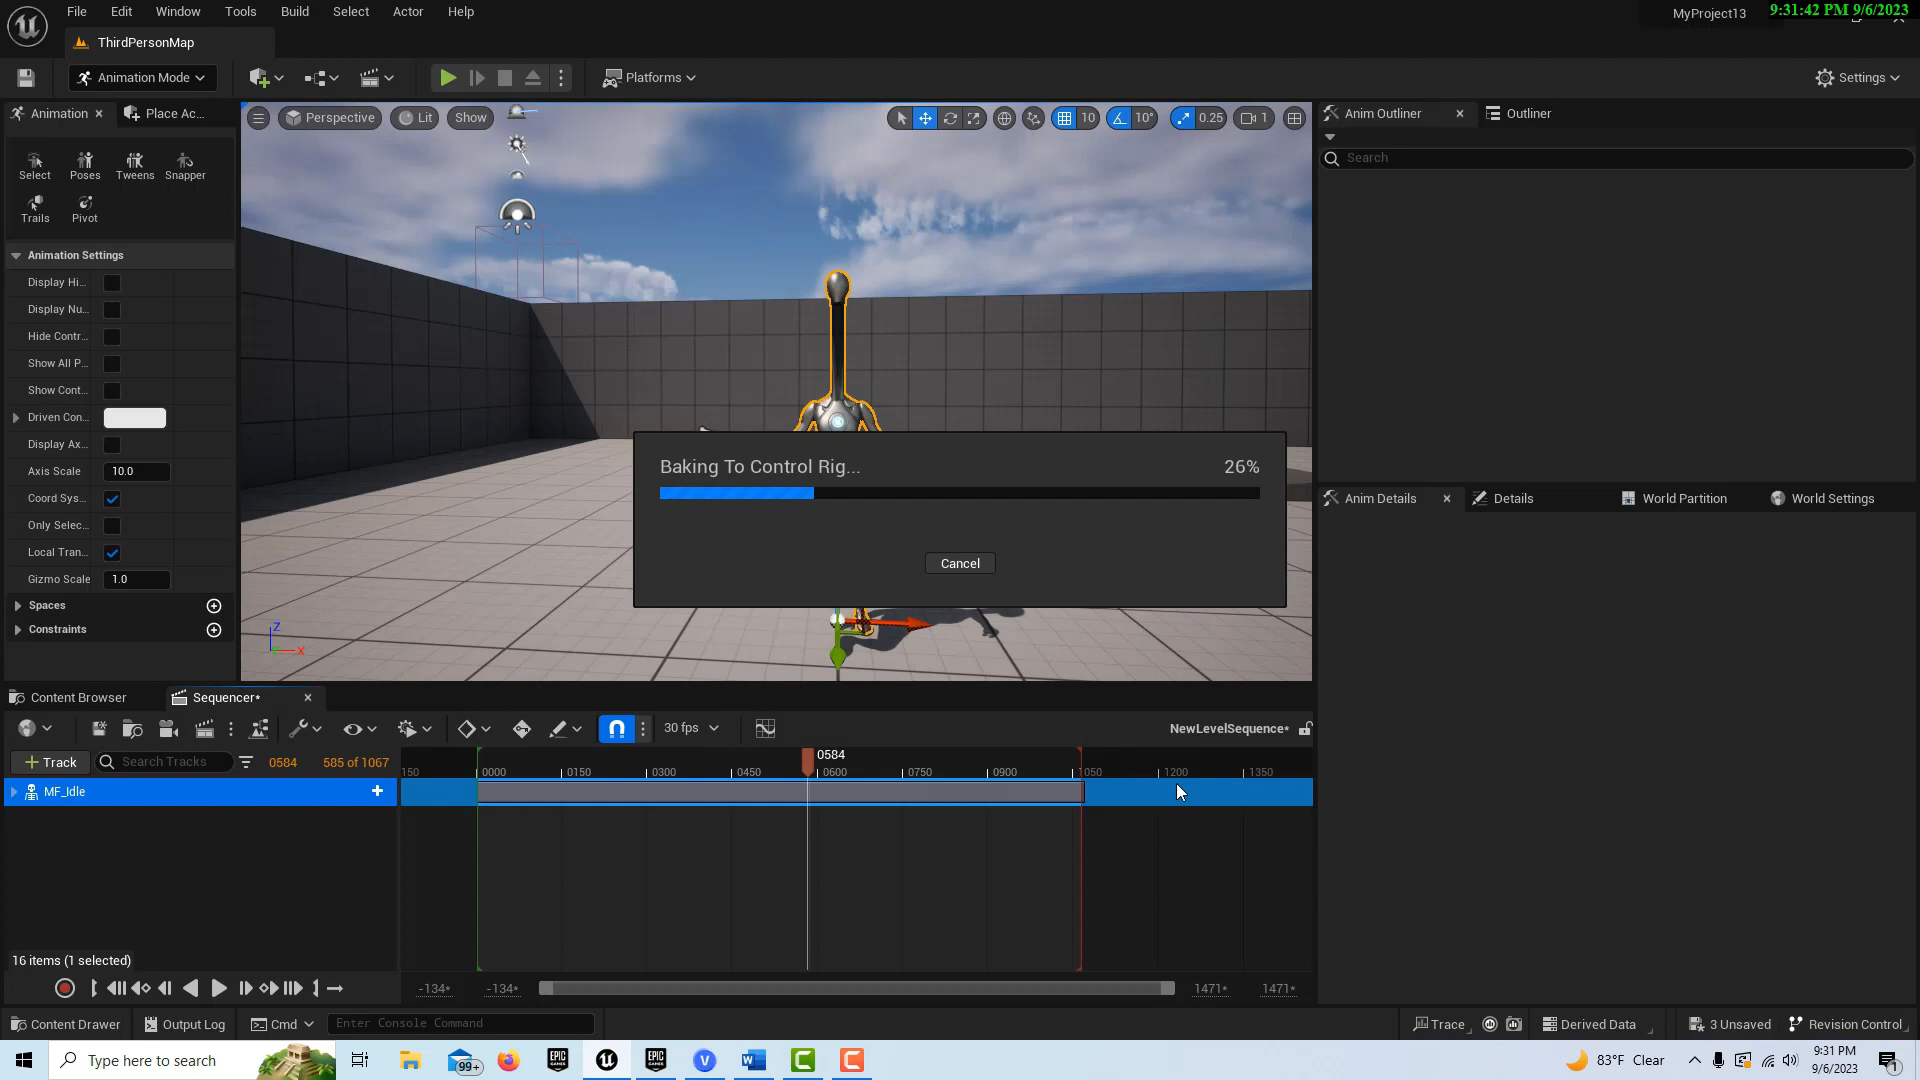 File Edit Window Tools Build Select Actor Help
MyProject13
9:31:42 PM 9/6/2023
ThirdPersonMap
Animation Mode
Platforms
Settings
Animation
Place Ac...
Perspective
Lit
Show
10
10°
0.25
1
Anim Outliner
Outliner
Search
Select
Poses
Tweens
Snapper
Trails
Pivot
Animation Settings
Display Hi...
Display Nu...
Hide Contr...
Show All P...
Show Cont...
Driven Con...
Display Ax...
Axis Scale
10.0
Coord Sys...
Only Selec...
Local Tran...
Gizmo Scale
1.0
Spaces
Constraints
Z
X
Baking To Control Rig...
26%
Cancel
Anim Details
Details
World Partition
World Settings
Content Browser
Sequencer*
30 fps
NewLevelSequence*
Track
Search Tracks
0584
585 of 1067
0584
150 0000 0150 0300 0450 0600 0750 0900 1050 1200 1350
MF_Idle
16 items (1 selected)
-134*
-134*
1471*
1471*
Content Drawer
Output Log
Cmd
Enter Console Command
Trace
Derived Data
3 Unsaved
Revision Control
Type here to search
99+
EPIC GAMES
EPIC GAMES
83°F Clear
9:31 PM
9/6/2023
1